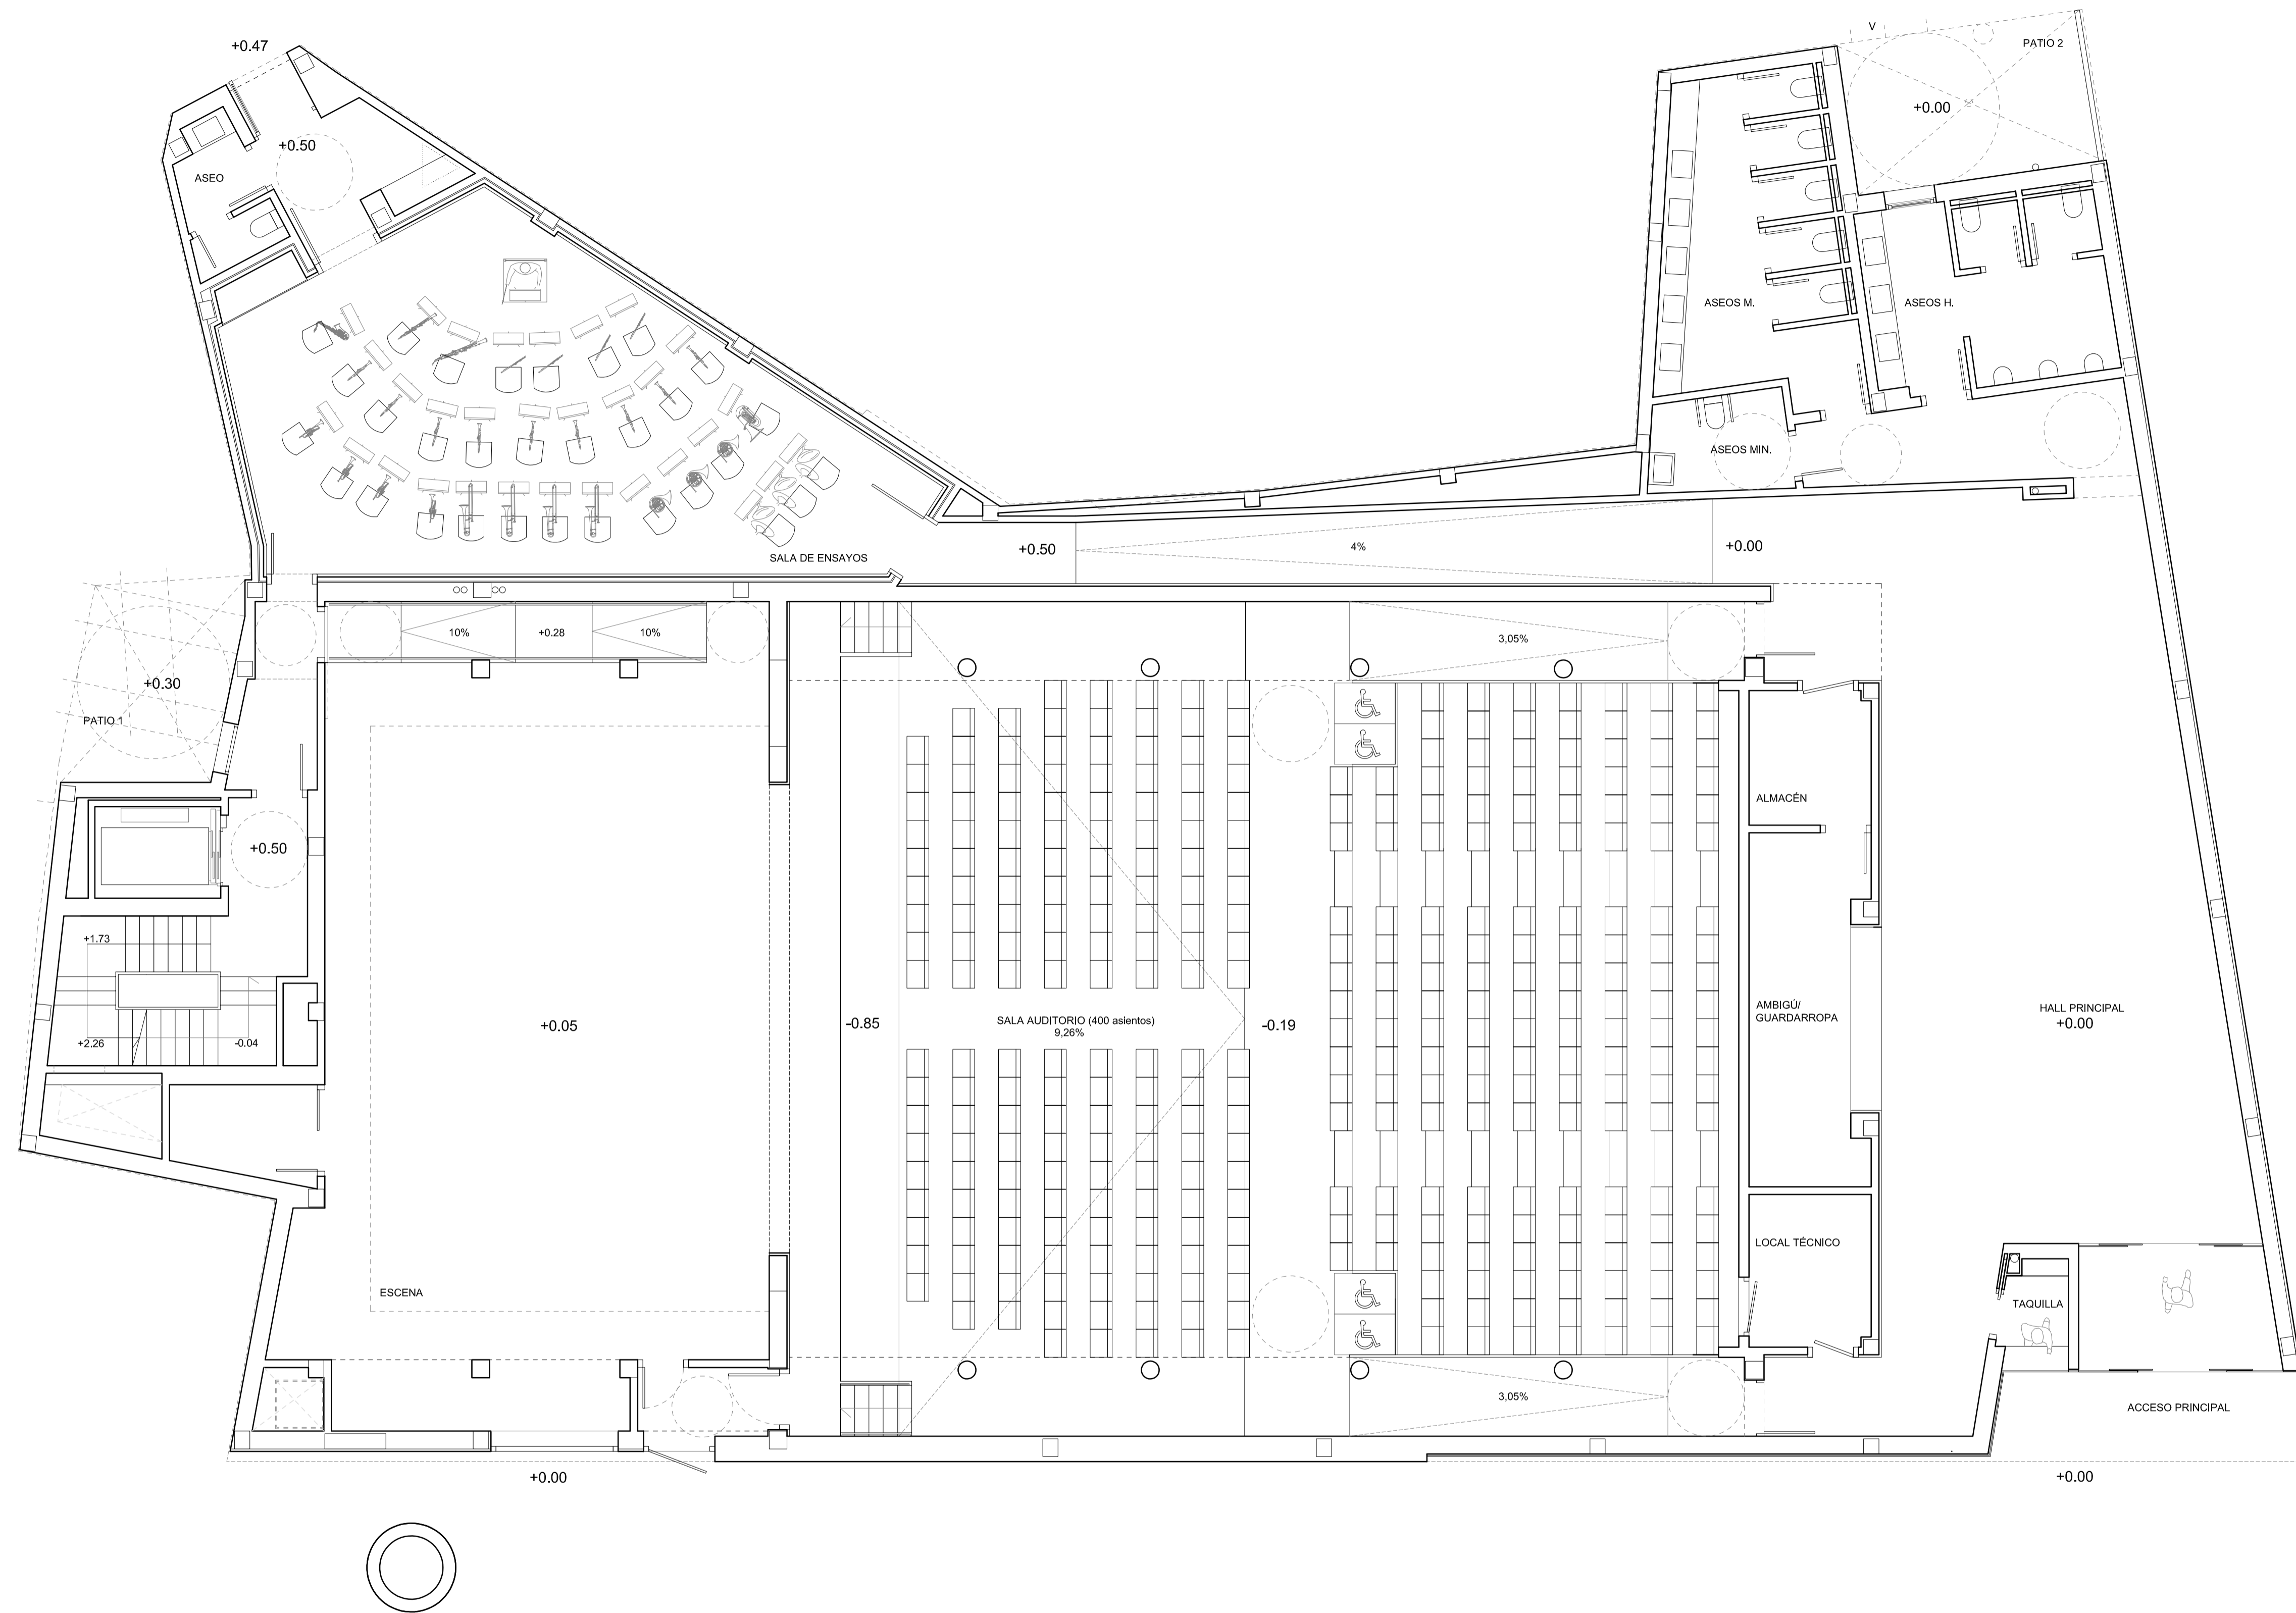 V
PATIO 2
+0.47
+0.00
+0.50
ASEO
ASEOS M.
ASEOS H.
ASEOS MIN.
SALA DE ENSAYOS
+0.50
4%
+0.00
10%
+0.28
10%
3,05%
+0.30
PATIO 1
ALMACÉN
+0.50
+1.73
+2.26
-0.04
+0.05
-0.85
SALA AUDITORIO (400 asientos)
9,26%
-0.19
AMBIGÚ/
GUARDARROPA
HALL PRINCIPAL
+0.00
LOCAL TÉCNICO
ESCENA
TAQUILLA
3,05%
ACCESO PRINCIPAL
+0.00
+0.00